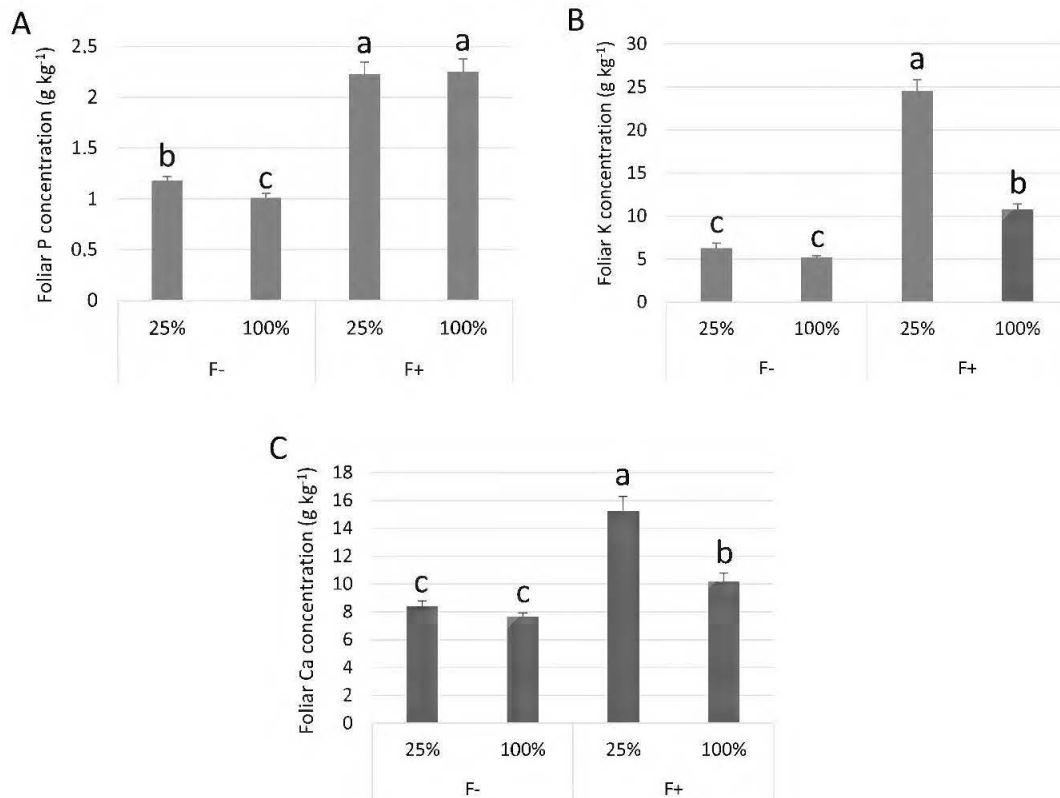 A
Foliar P concentration (g kg⁻¹)
2.5
2
1.5
1
0.5
0
b
c
a
a
25%
100%
25%
100%
F-
F+
B
Foliar K concentration (g kg⁻¹)
30
25
20
15
10
5
0
c
c
a
b
25%
100%
25%
100%
F-
F+
C
Foliar Ca concentration (g kg⁻¹)
18
16
14
12
10
8
6
4
2
0
c
c
a
b
25%
100%
25%
100%
F-
F+